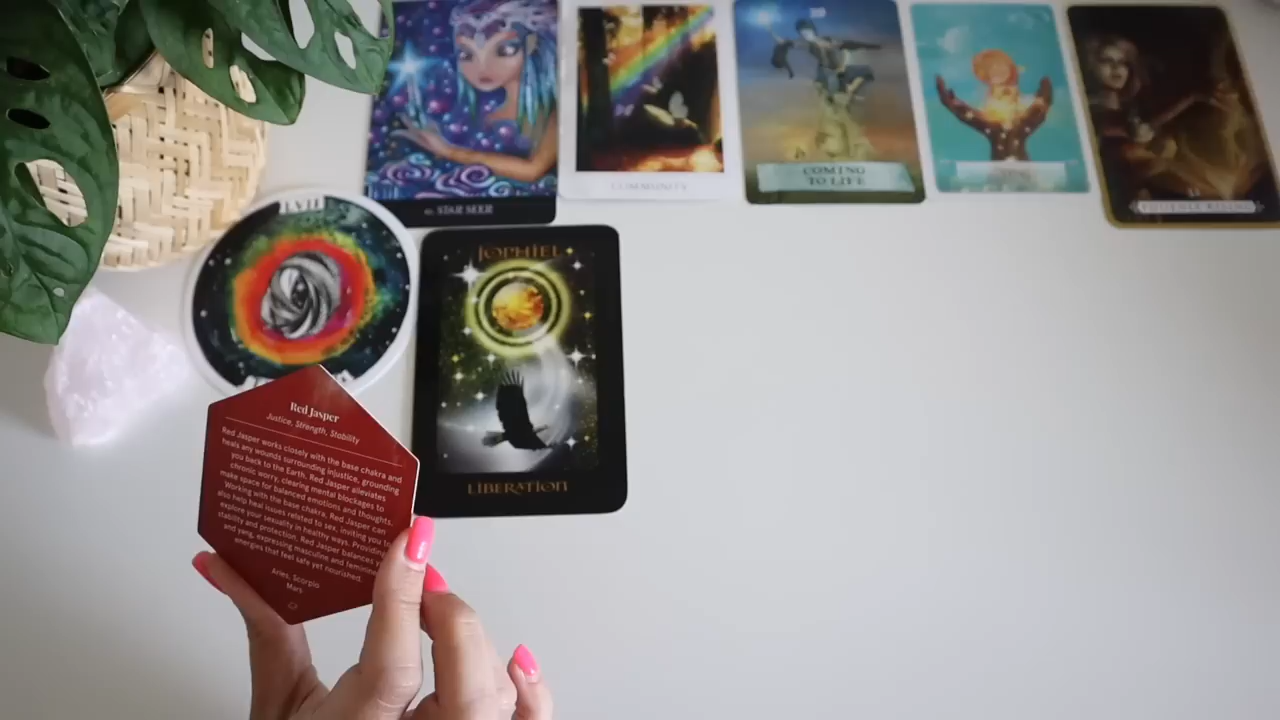 STAR SEER
COMMUNITY
COMING
TO LIFE
PHOENIX RISING
LVII
JOPHIEL
LIBERATION
Red Jasper
Justice, Strength, Stability
Red Jasper works closely with the base chakra and
heals any wounds surrounding injustice, grounding
you back to the Earth. Red Jasper alleviates
chronic worry, clearing mental blockages to
make space for balanced emotions and thoughts.
Working with the base chakra, Red Jasper can
also help heal issues related to sex, inviting you to
explore your sexuality in healthy ways. Providing
stability and protection, Red Jasper balances
and yang, expressing masculine and feminine
energies that feel safe yet nourished.
Aries, Scorpio
Mars